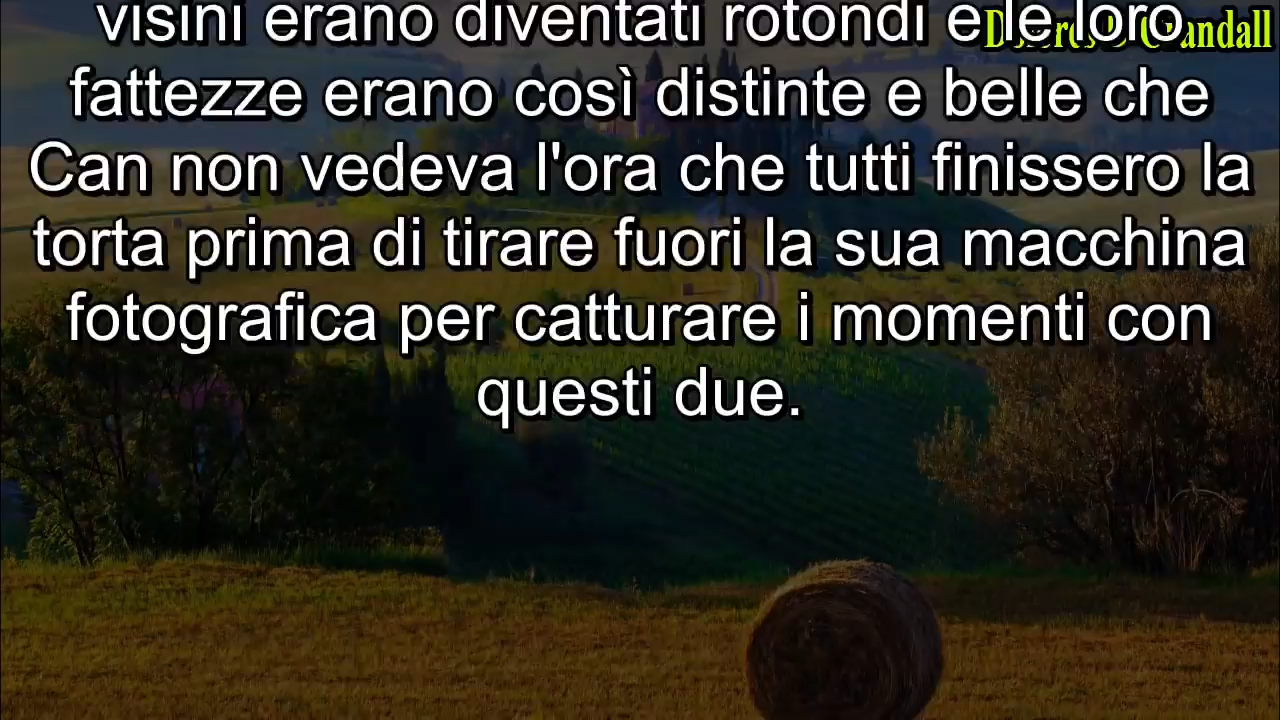 visini erano diventati rotondi e le loro
fattezze erano così distinte e belle che
Can non vedeva l'ora che tutti finissero la
torta prima di tirare fuori la sua macchina
fotografica per catturare i momenti con
questi due.